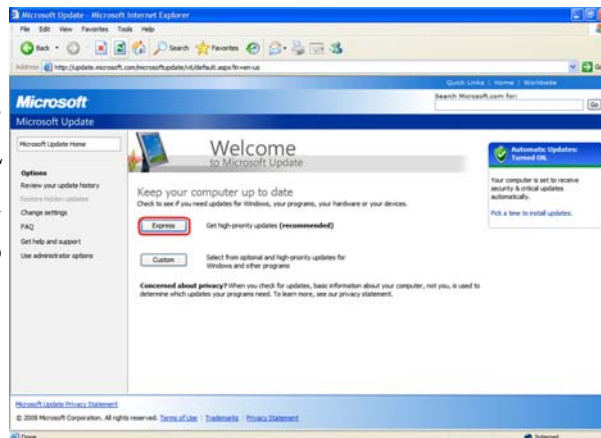 Microsoft Update - Microsoft Internet Explorer
File Edit View Favorites Tools Help
Back Search Favorites
Address http://update.microsoft.com/microsoftupdate/v6/default.aspx?ln=en-us Go
Quick Links | Home | Worldwide
Microsoft
Search Microsoft.com for:
Go
Microsoft Update
Microsoft Update Home
Options
Review your update history
Restore hidden updates
Change settings
FAQ
Get help and support
Use administrator options
Welcome
to Microsoft Update
Keep your computer up to date
Check to see if you need updates for Windows, your programs, your hardware or your devices.
Express Get high-priority updates (recommended)
Custom Select from optional and high-priority updates for
Windows and other programs
Concerned about privacy? When you check for updates, basic information about your computer, not you, is used to
determine which updates your programs need. To learn more, see our privacy statement.
Automatic Updates:
Turned ON.
Your computer is set to receive
security & critical updates
automatically.
Pick a time to install updates.
Microsoft Update Privacy Statement
© 2008 Microsoft Corporation. All rights reserved. Terms of Use | Trademarks | Privacy Statement
Done Internet